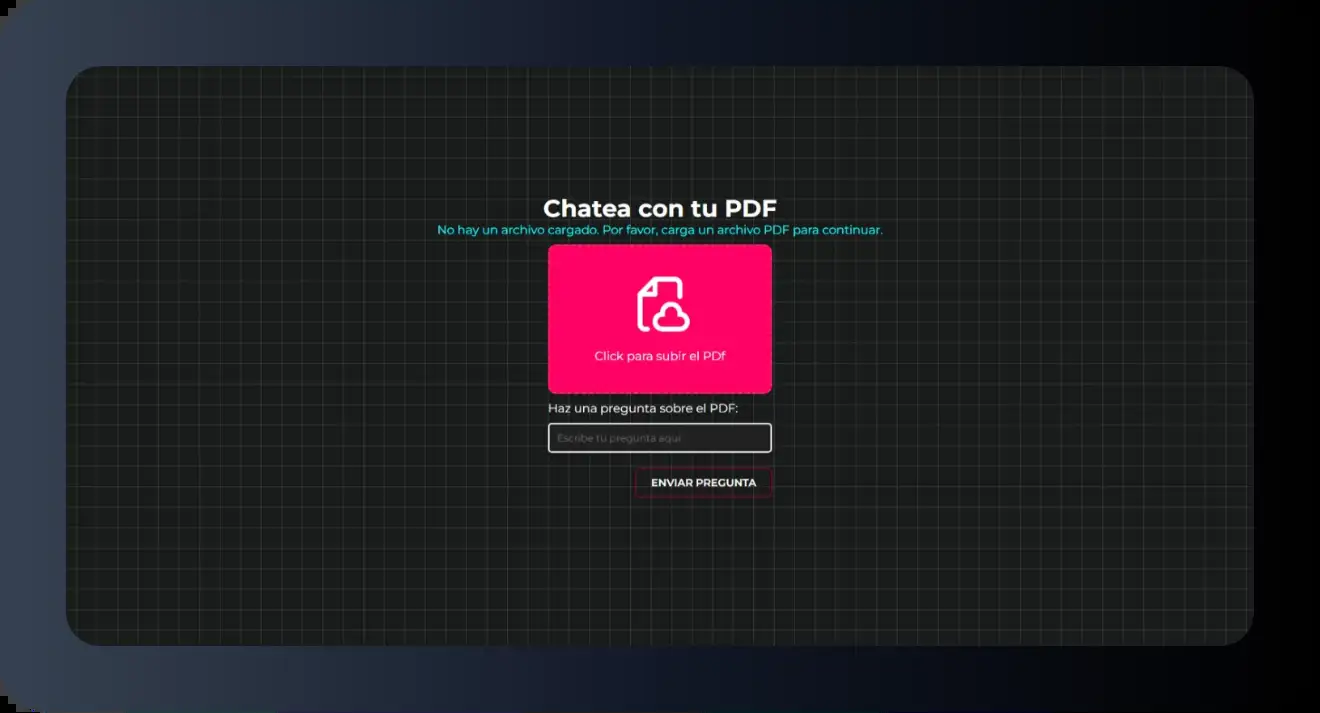 Chatea con tu PDF
No hay un archivo cargado. Por favor, carga un archivo PDF para continuar.
Click para subir el PDf
Haz una pregunta sobre el PDF:
Escribe tu pregunta aquí
ENVIAR PREGUNTA